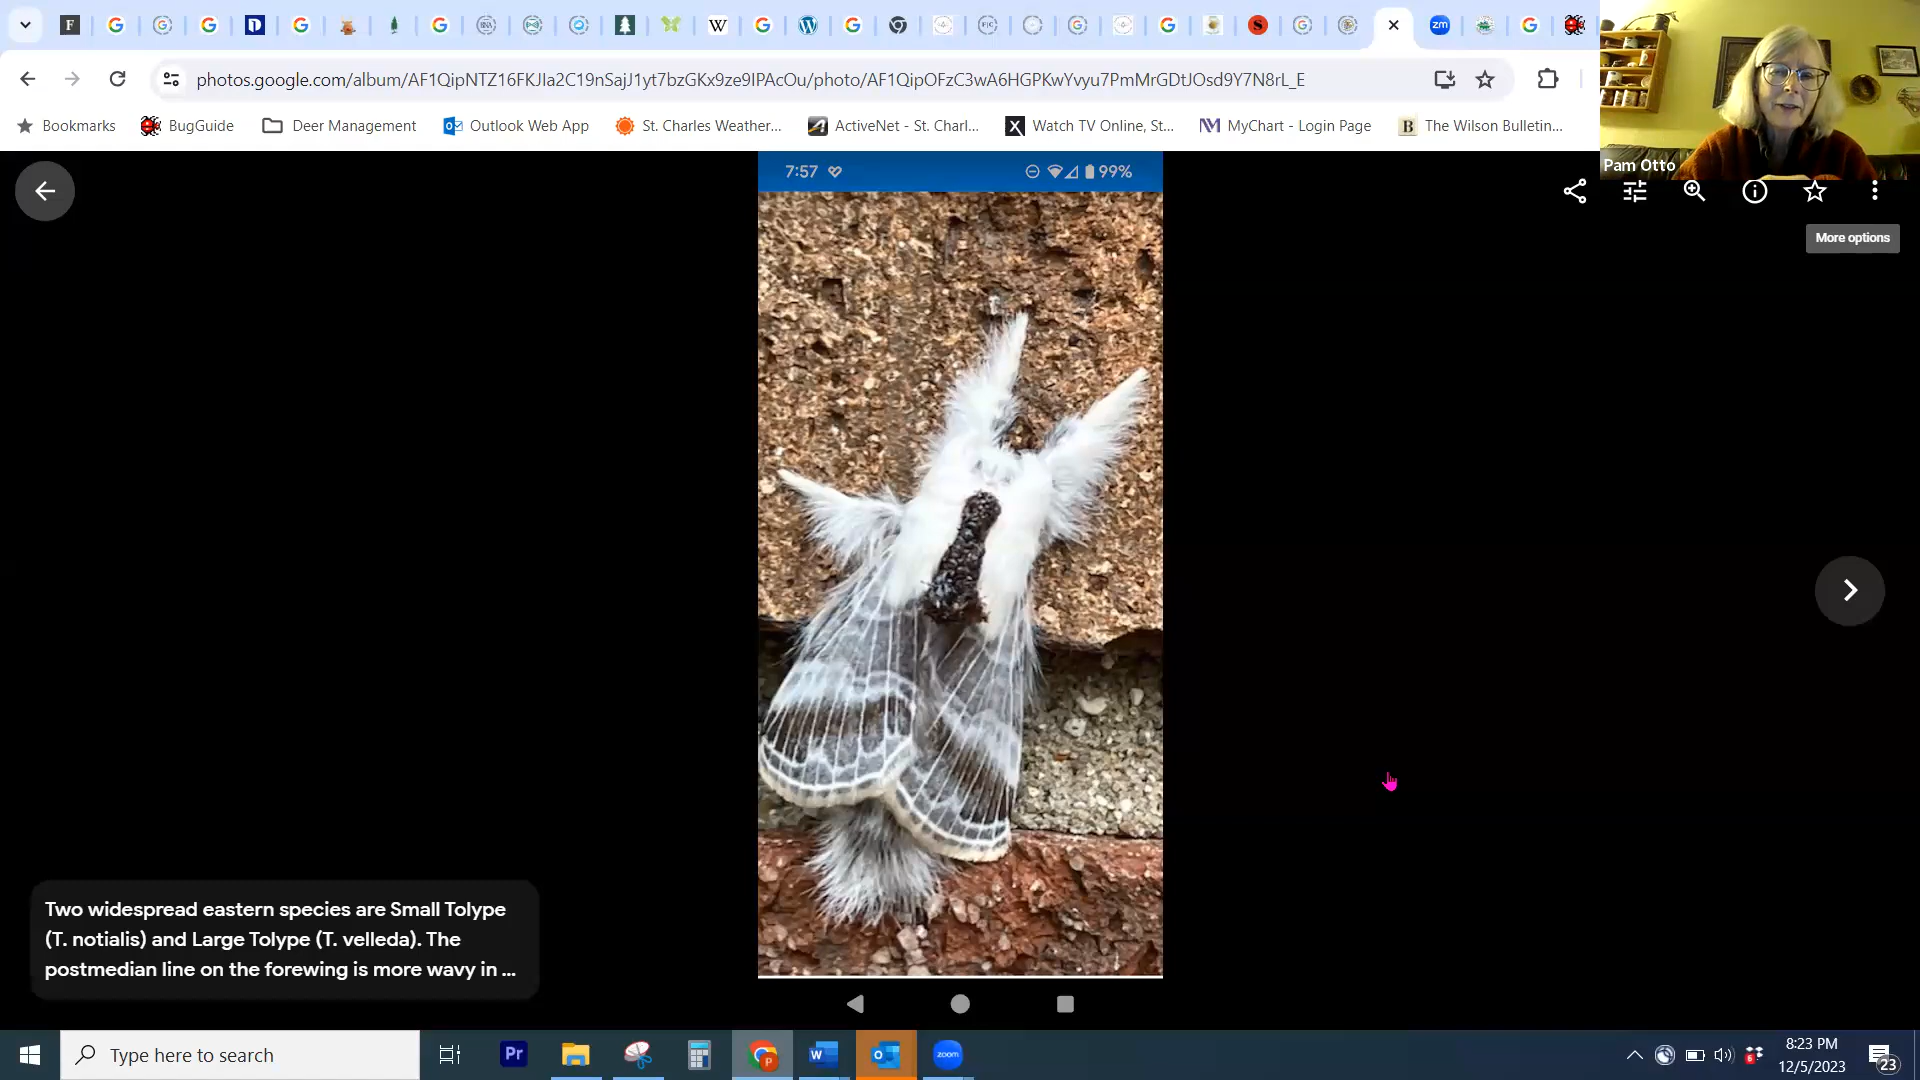 photos.google.com/album/AF1QipNTZ16FKJIa2C19nSajJ1yt7bzGKx9ze9IPAcOu/photo/AF1QipOFzC3wA6HGPKwYvyu7PmMrGDtJOsd9Y7N8rL_E
Bookmarks BugGuide Deer Management Outlook Web App St. Charles Weather... ActiveNet - St. Charl... Watch TV Online, St... MyChart - Login Page The Wilson Bulletin...
Pam Otto
7:57 99%
More options
Two widespread eastern species are Small Tolype
(T. notialis) and Large Tolype (T. velleda). The
postmedian line on the forewing is more wavy in ...
Type here to search
Pr
zoom
8:23 PM
12/5/2023
23